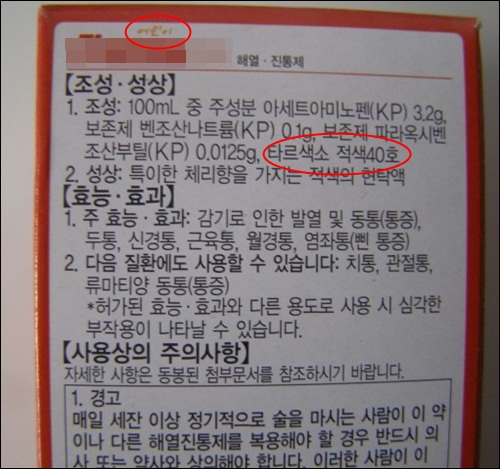 어린이
해열·진통제
【조성·성상】
1. 조성: 100mL 중 주성분 아세트아미노펜(KP) 3.2g,
보존제 벤조산나트륨(KP) 0.1g, 보존제 파라옥시벤
조산부틸(KP) 0.0125g, 타르색소 적색40호
2. 성상: 특이한 체리향을 가지는 적색의 현탁액
【효능·효과】
1. 주 효능·효과: 감기로 인한 발열 및 동통(통증),
두통, 신경통, 근육통, 월경통, 염좌통(삔 통증)
2. 다음 질환에도 사용할 수 있습니다: 치통, 관절통,
류마티양 동통(통증)
*허가된 효능·효과와 다른 용도로 사용 시 심각한
부작용이 나타날 수 있습니다.
【사용상의 주의사항】
자세한 사항은 동봉된 첨부문서를 참조하시기 바랍니다.
1. 경고
매일 세잔 이상 정기적으로 술을 마시는 사람이 이 약
이나 다른 해열진통제를 복용해야 할 경우 반드시 의
사 또는 약사와 상의해야 합니다. 이러한 사람이 이